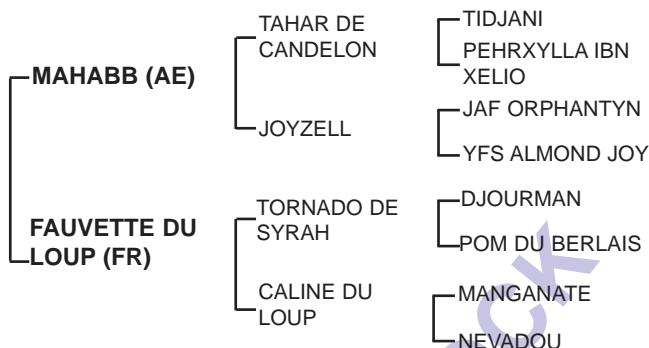 MAHABB (AE)
TAHAR DE
CANDELON
TIDJANI
PEHRXYLLA IBN
XELIO
JOYZELL
JAF ORPHANTYN
YFS ALMOND JOY
FAUVETTE DU
LOUP (FR)
TORNADO DE
SYRAH
DJOURMAN
POM DU BERLAIS
CALINE DU
LOUP
MANGANATE
NEVADOU
OCK